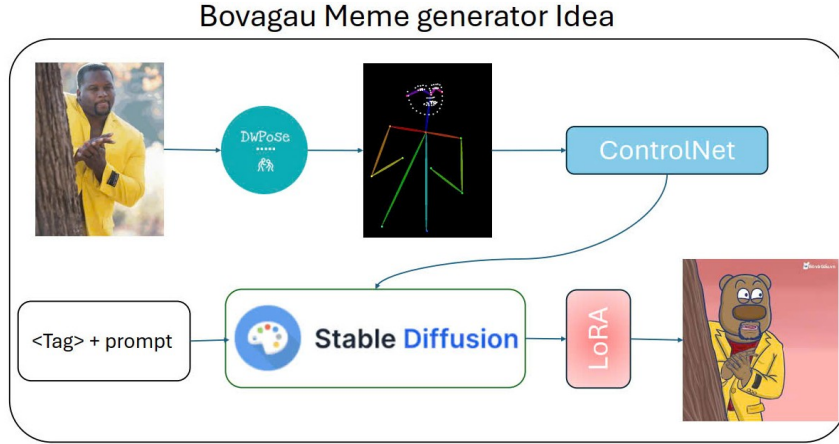 Bovagau Meme generator Idea
DWPose
ControlNet
<Tag> + prompt
Stable Diffusion
LoRA